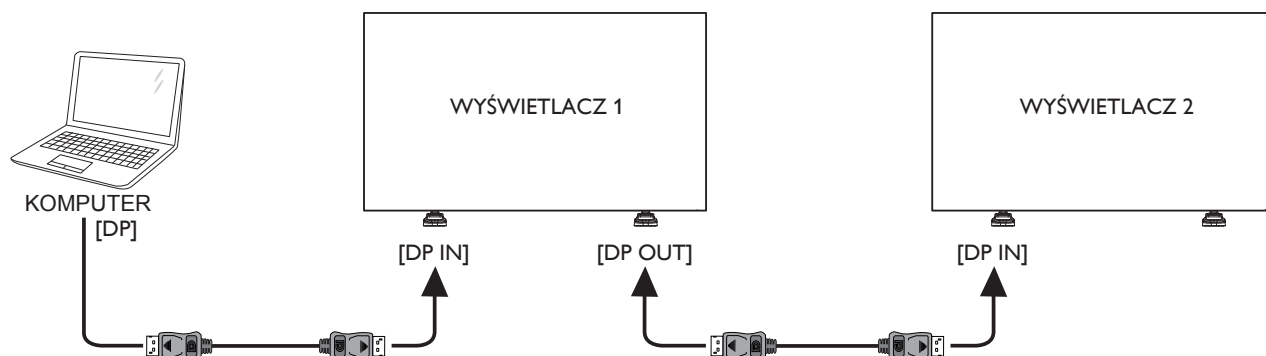 WYŚWIETLACZ 1
WYŚWIETLACZ 2
KOMPUTER
[DP]
[DP IN]
[DP OUT]
[DP IN]